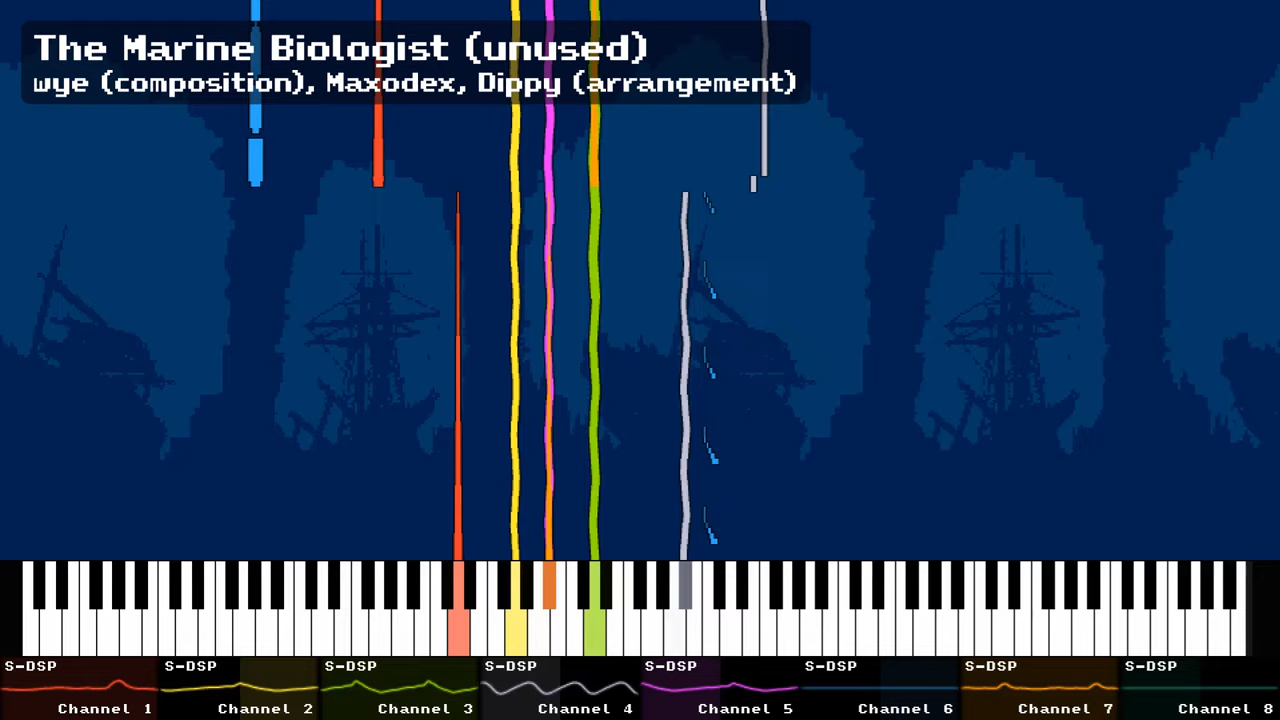 The Marine Biologist (unused)
wye (composition), Maxodex, Dippy (arrangement)
S-DSP S-DSP S-DSP S-DSP S-DSP S-DSP S-DSP S-DSP
Channel 1 Channel 2 Channel 3 Channel 4 Channel 5 Channel 6 Channel 7 Channel 8